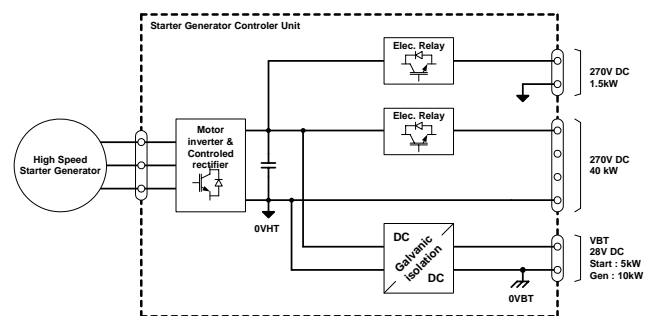 Starter Generator Controler Unit
Elec. Relay
270V DC
1.5kW
Elec. Relay
270V DC
40 kW
Motor
inverter &
Controled
rectifier
High Speed
Starter Generator
0VHT
DC
Galvanic
isolation
DC
VBT
28V DC
Start : 5kW
Gen : 10kW
0VBT